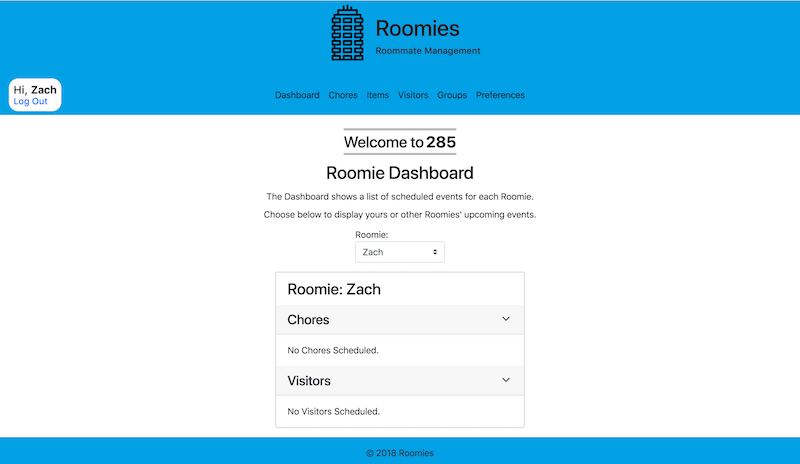 Roomies
Roommate Management
Hi, Zach
Log Out
Dashboard Chores Items Visitors Groups Preferences
Welcome to 285
Roomie Dashboard
The Dashboard shows a list of scheduled events for each Roomie.
Choose below to display yours or other Roomies' upcoming events.
Roomie:
Zach
Roomie: Zach
Chores
No Chores Scheduled.
Visitors
No Visitors Scheduled.
© 2018 Roomies